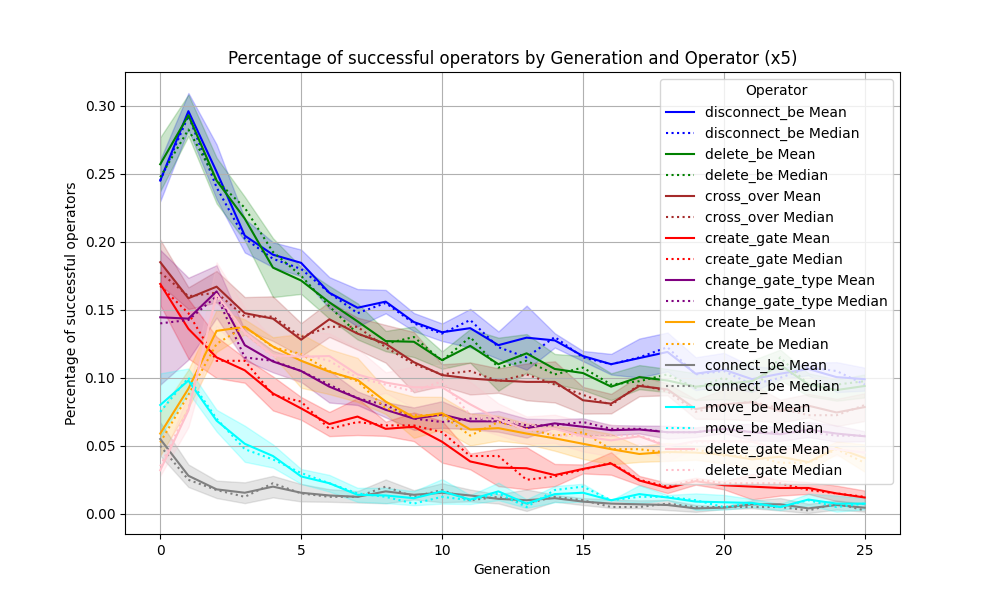 Percentage of successful operators by Generation and Operator (x5)
Percentage of successful operators
0.30
0.25
0.20
0.15
0.10
0.05
0.00
Operator
disconnect_be Mean
disconnect_be Median
delete_be Mean
delete_be Median
cross_over Mean
cross_over Median
create_gate Mean
create_gate Median
change_gate_type Mean
change_gate_type Median
create_be Mean
create_be Median
connect_be Mean
connect_be Median
move_be Mean
move_be Median
delete_gate Mean
delete_gate Median
0 5 10 15 20 25
Generation